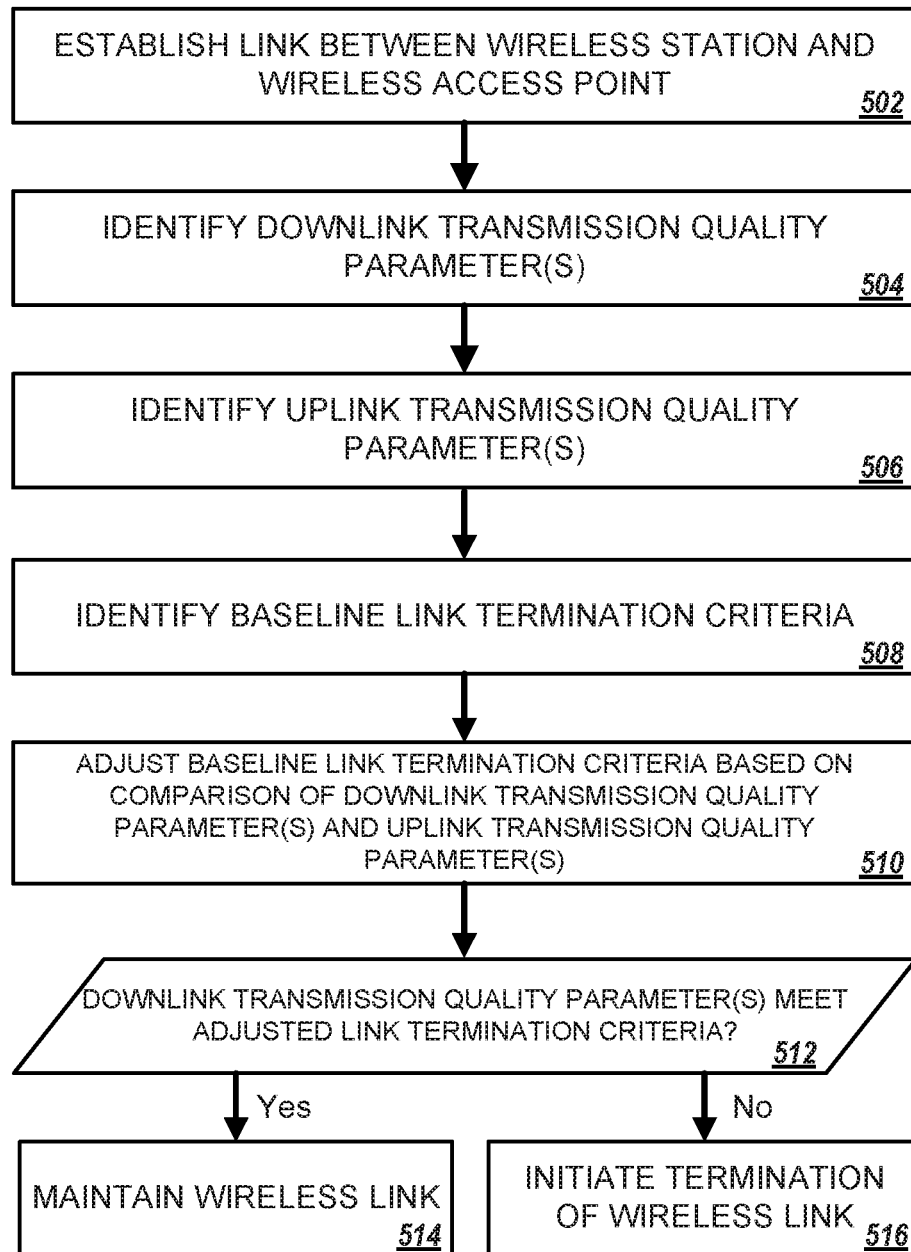 ESTABLISH LINK BETWEEN WIRELESS STATION AND
WIRELESS ACCESS POINT
502
IDENTIFY DOWNLINK TRANSMISSION QUALITY
PARAMETER(S)
504
IDENTIFY UPLINK TRANSMISSION QUALITY
PARAMETER(S)
506
IDENTIFY BASELINE LINK TERMINATION CRITERIA
508
ADJUST BASELINE LINK TERMINATION CRITERIA BASED ON
COMPARISON OF DOWNLINK TRANSMISSION QUALITY
PARAMETER(S) AND UPLINK TRANSMISSION QUALITY
PARAMETER(S)
510
DOWNLINK TRANSMISSION QUALITY PARAMETER(S) MEET
ADJUSTED LINK TERMINATION CRITERIA?
512
Yes
No
MAINTAIN WIRELESS LINK
514
INITIATE TERMINATION
OF WIRELESS LINK
516